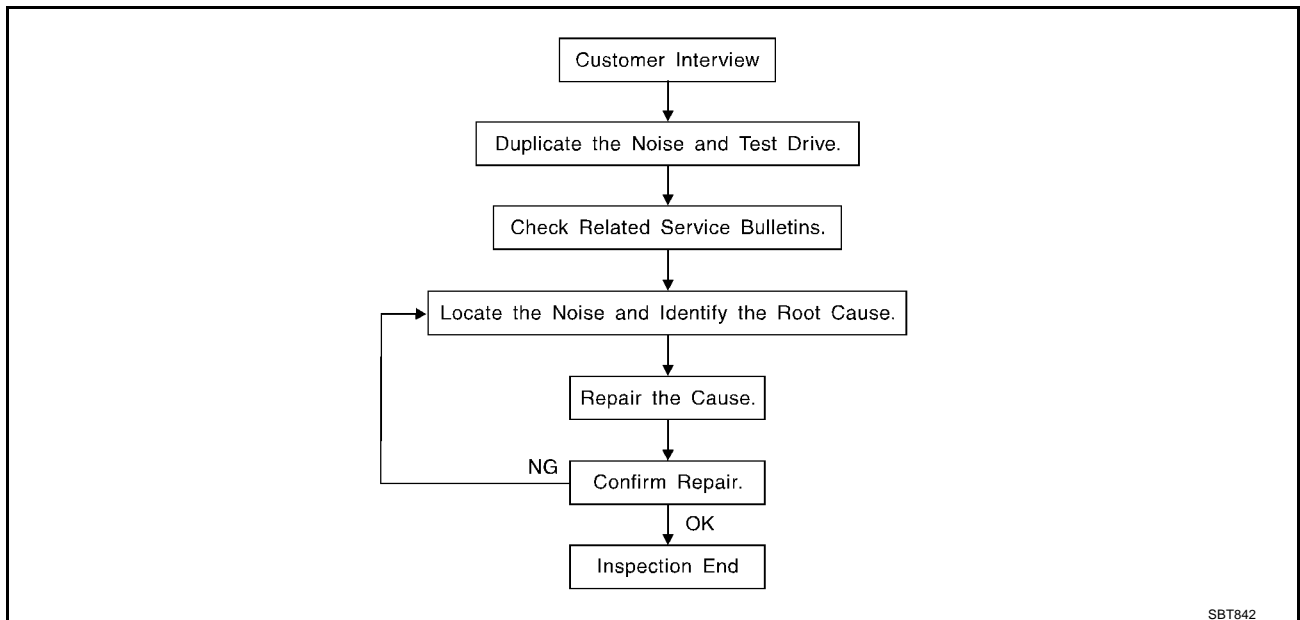 Customer Interview
Duplicate the Noise and Test Drive.
Check Related Service Bulletins.
Locate the Noise and Identify the Root Cause.
Repair the Cause.
NG
Confirm Repair.
OK
Inspection End
SBT842